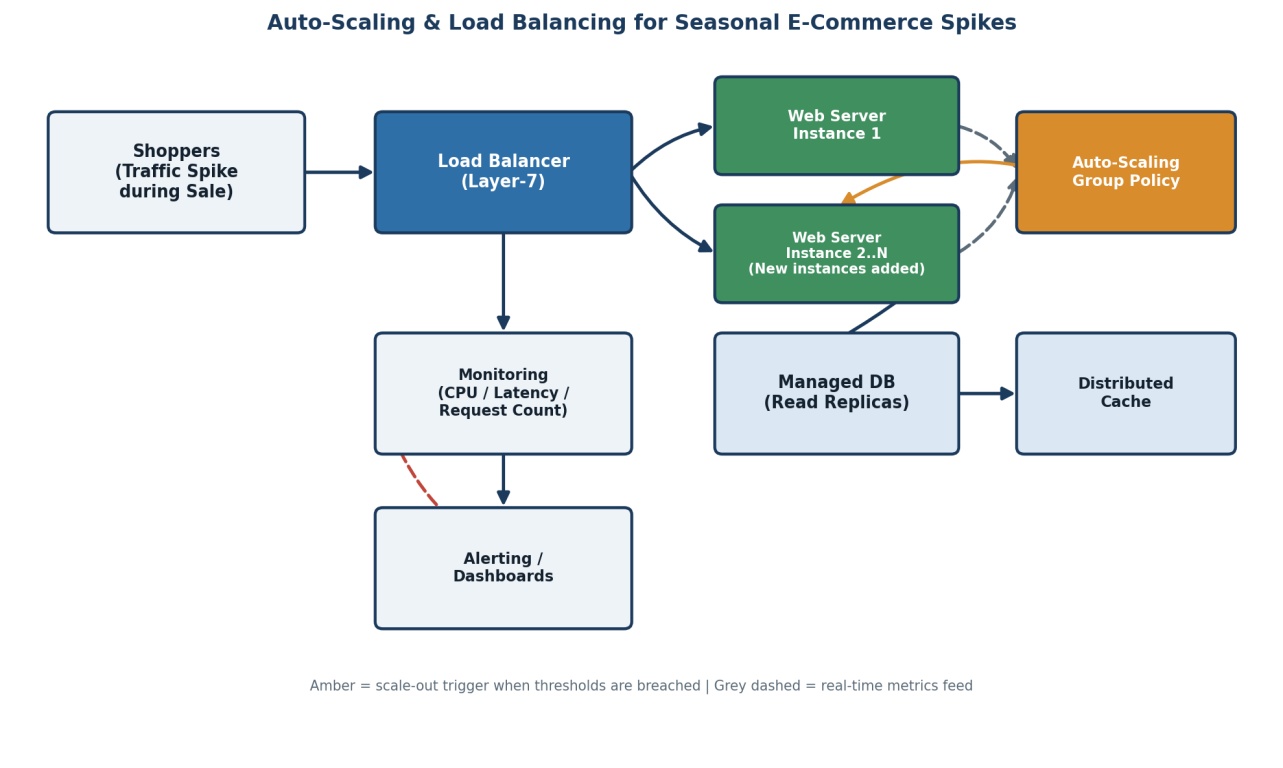 Auto-Scaling & Load Balancing for Seasonal E-Commerce Spikes
Shoppers
(Traffic Spike
during Sale)
Load Balancer
(Layer-7)
Web Server
Instance 1
Auto-Scaling
Group Policy
Web Server
Instance 2..N
(New instances added)
Monitoring
(CPU / Latency /
Request Count)
Managed DB
(Read Replicas)
Distributed
Cache
Alerting /
Dashboards
Amber = scale-out trigger when thresholds are breached | Grey dashed = real-time metrics feed